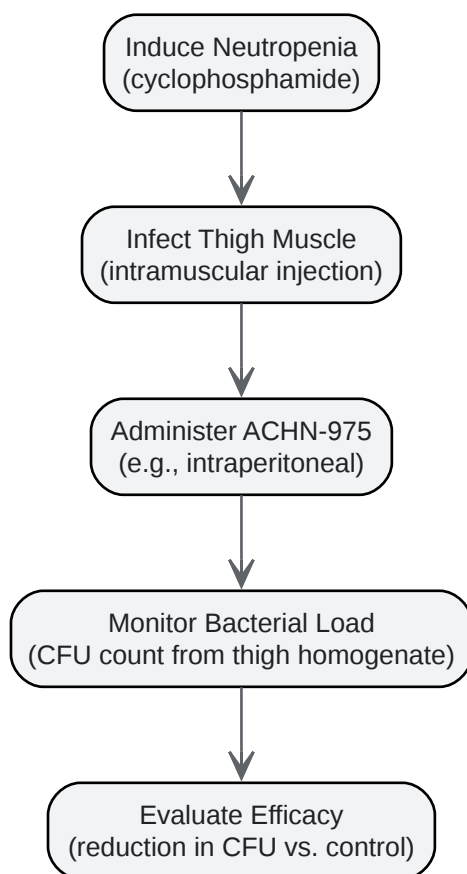 Induce Neutropenia
(cyclophosphamide)
Infect Thigh Muscle
(intramuscular injection)
Administer ACHN-975
(e.g., intraperitoneal)
Monitor Bacterial Load
(CFU count from thigh homogenate)
Evaluate Efficacy
(reduction in CFU vs. control)